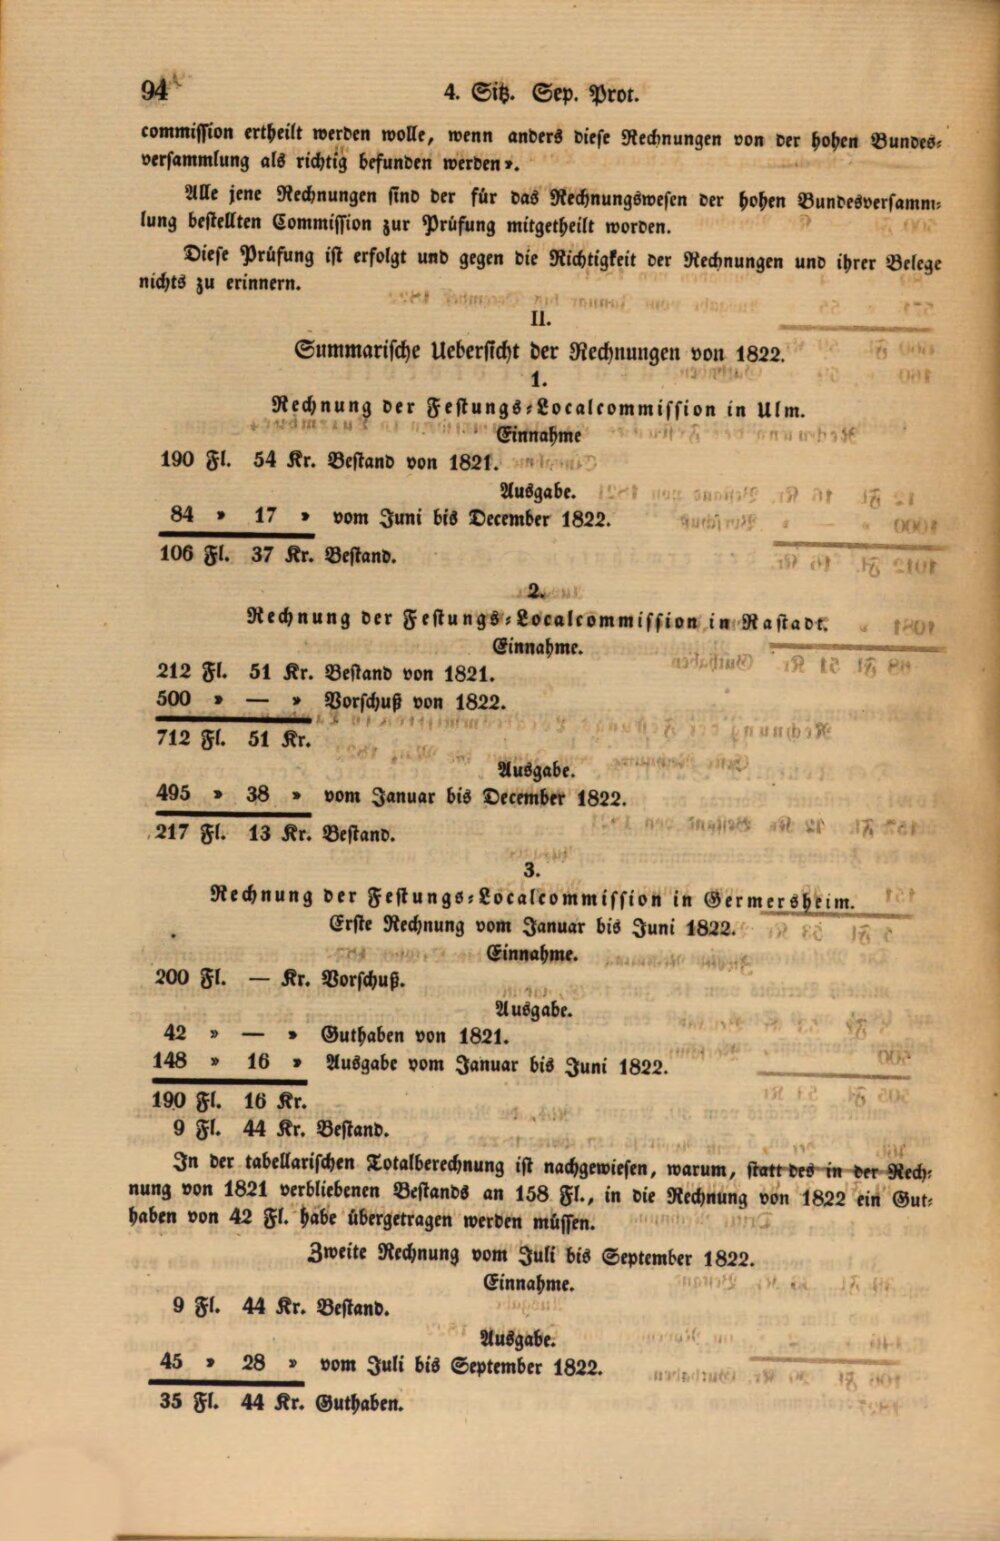 94
4. Sitz. Sep. Prot.
commission ertheilt werden wolle, wenn anders diese Rechnungen von der hohen Bundes-
versammlung als richtig befunden werden».
Alle jene Rechnungen sind der für das Rechnungswesen der hohen Bundesversamm-
lung bestellten Commission zur Prüfung mitgetheilt worden.
Diese Prüfung ist erfolgt und gegen die Richtigkeit der Rechnungen und ihrer Belege
nichts zu erinnern.
II.
Summarische Uebersicht der Rechnungen von 1822.
1.
Rechnung der Festungs-Localcommission in Ulm.
Einnahme
190 Fl. 54 Kr. Bestand von 1821.
Ausgabe.
84 » 17 » vom Juni bis December 1822.
106 Fl. 37 Kr. Bestand.
2.
Rechnung der Festungs-Localcommission in Rastadt.
Einnahme.
212 Fl. 51 Kr. Bestand von 1821.
500 » — » Vorschuß von 1822.
712 Fl. 51 Kr.
Ausgabe.
495 » 38 » vom Januar bis December 1822.
217 Fl. 13 Kr. Bestand.
3.
Rechnung der Festungs-Localcommission in Germersheim.
Erste Rechnung vom Januar bis Juni 1822.
Einnahme.
200 Fl. — Kr. Vorschuß.
Ausgabe.
42 » — » Guthaben von 1821.
148 » 16 » Ausgabe vom Januar bis Juni 1822.
190 Fl. 16 Kr.
9 Fl. 44 Kr. Bestand.
In der tabellarischen Totalberechnung ist nachgewiesen, warum, statt des in der Rech-
nung von 1821 verbliebenen Bestands an 158 Fl., in die Rechnung von 1822 ein Gut-
haben von 42 Fl. habe übergetragen werden müssen.
Zweite Rechnung vom Juli bis September 1822.
Einnahme.
9 Fl. 44 Kr. Bestand.
Ausgabe.
45 » 28 » vom Juli bis September 1822.
35 Fl. 44 Kr. Guthaben.